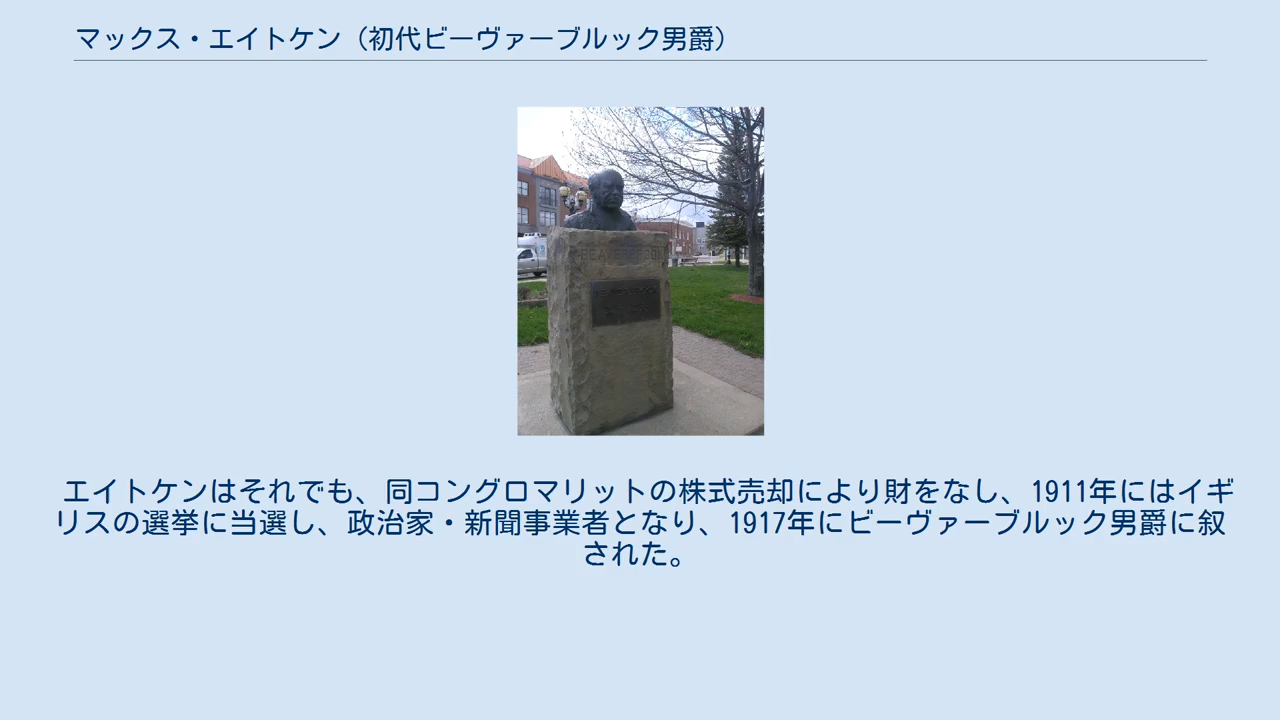 マックス・エイトケン（初代ビーヴァーブルック男爵）
BEAVERBROOK
エイトケンはそれでも、同コングロマリットの株式売却により財をなし、1911年にはイギ
リスの選挙に当選し、政治家・新聞事業者となり、1917年にビーヴァーブルック男爵に叙
された。